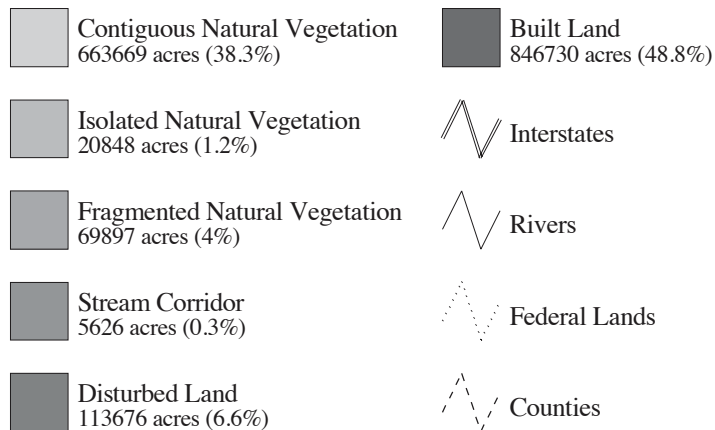 Contiguous Natural Vegetation
663669 acres (38.3%)
Isolated Natural Vegetation
20848 acres (1.2%)
Fragmented Natural Vegetation
69897 acres (4%)
Stream Corridor
5626 acres (0.3%)
Disturbed Land
113676 acres (6.6%)
Built Land
846730 acres (48.8%)
Interstates
Rivers
Federal Lands
Counties